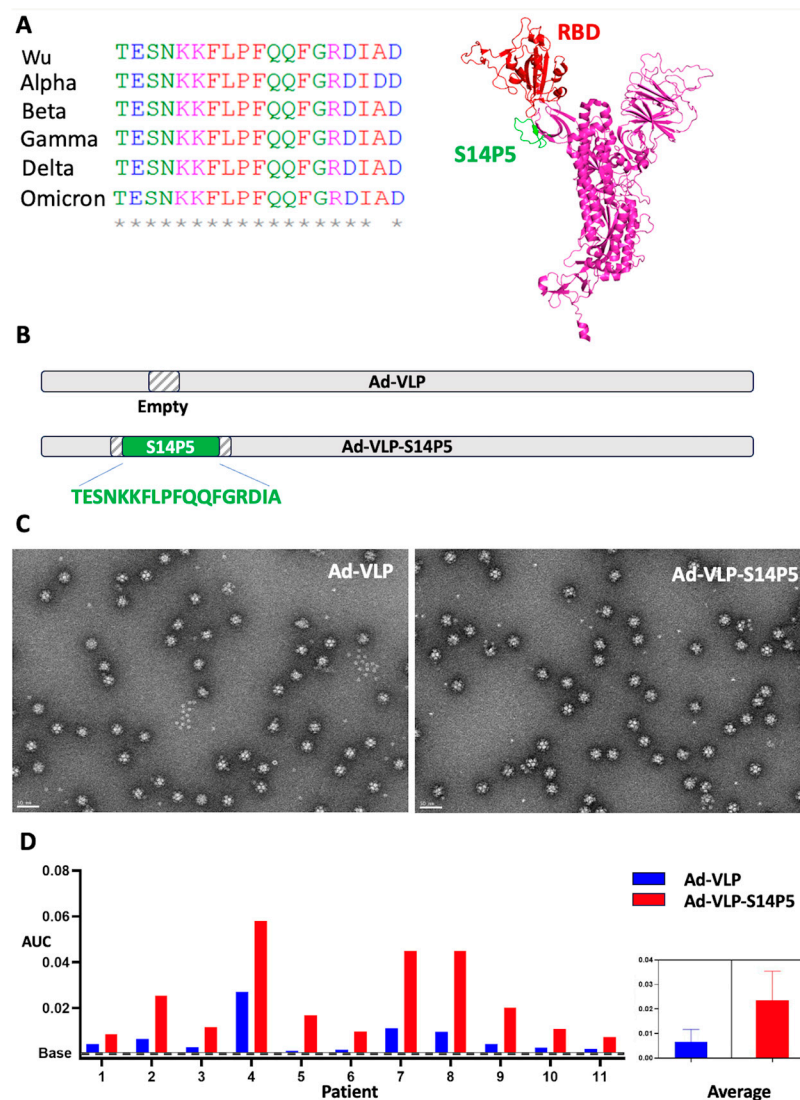 A
Wu TESNKKFLPFQQFGRDIAD
Alpha TESNKKFLPFQQFGRDIDD
Beta TESNKKFLPFQQFGRDIAD
Gamma TESNKKFLPFQQFGRDIAD
Delta TESNKKFLPFQQFGRDIAD
Omicron TESNKKFLPFQQFGRDIAD
* * * * * * * * * * * * * * * * * *
RBD
S14P5
B
Ad-VLP
Empty
S14P5 Ad-VLP-S14P5
TESNKKFLPFQQFGRDIA
C
Ad-VLP
Ad-VLP-S14P5
D
0.08
0.06
AUC
0.04
0.02
Base
1 2 3 4 5 6 7 8 9 10 11
Patient
Ad-VLP
Ad-VLP-S14P5
0.04
0.03
0.02
0.01
0.00
Average